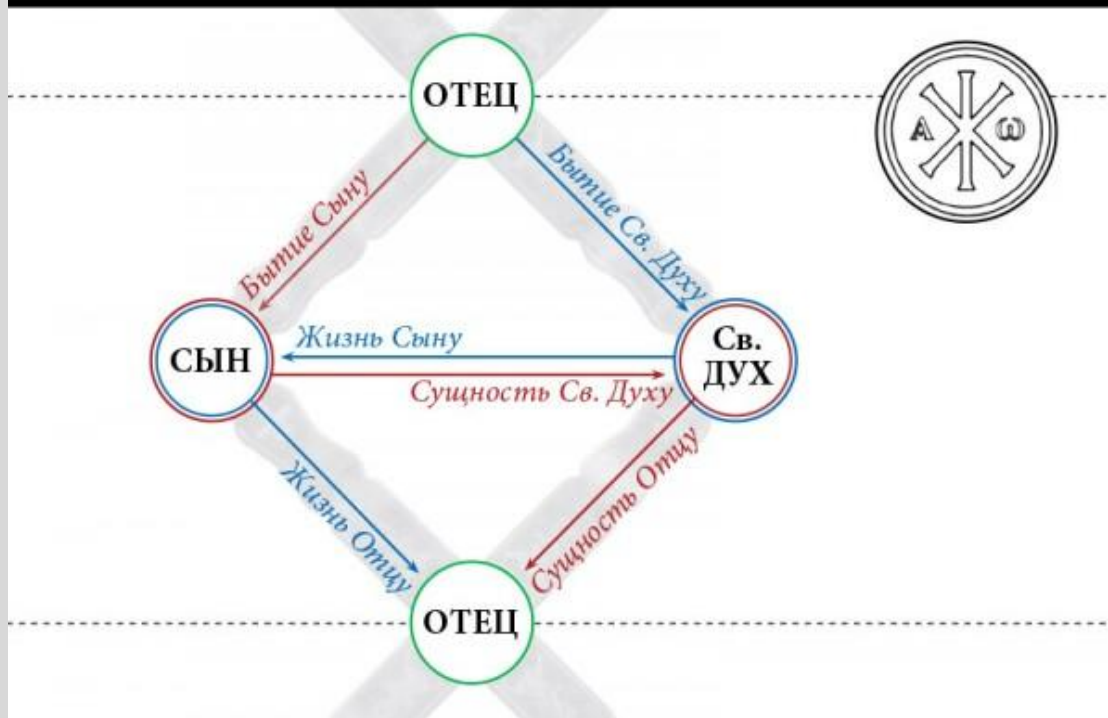 ОТЕЦ
Бытие Сыну
Бытие Св. Духу
Α Ω
СЫН
Жизнь Сыну
Сущность Св. Духу
Св.
ДУХ
Жизнь Отцу
Сущность Отцу
ОТЕЦ